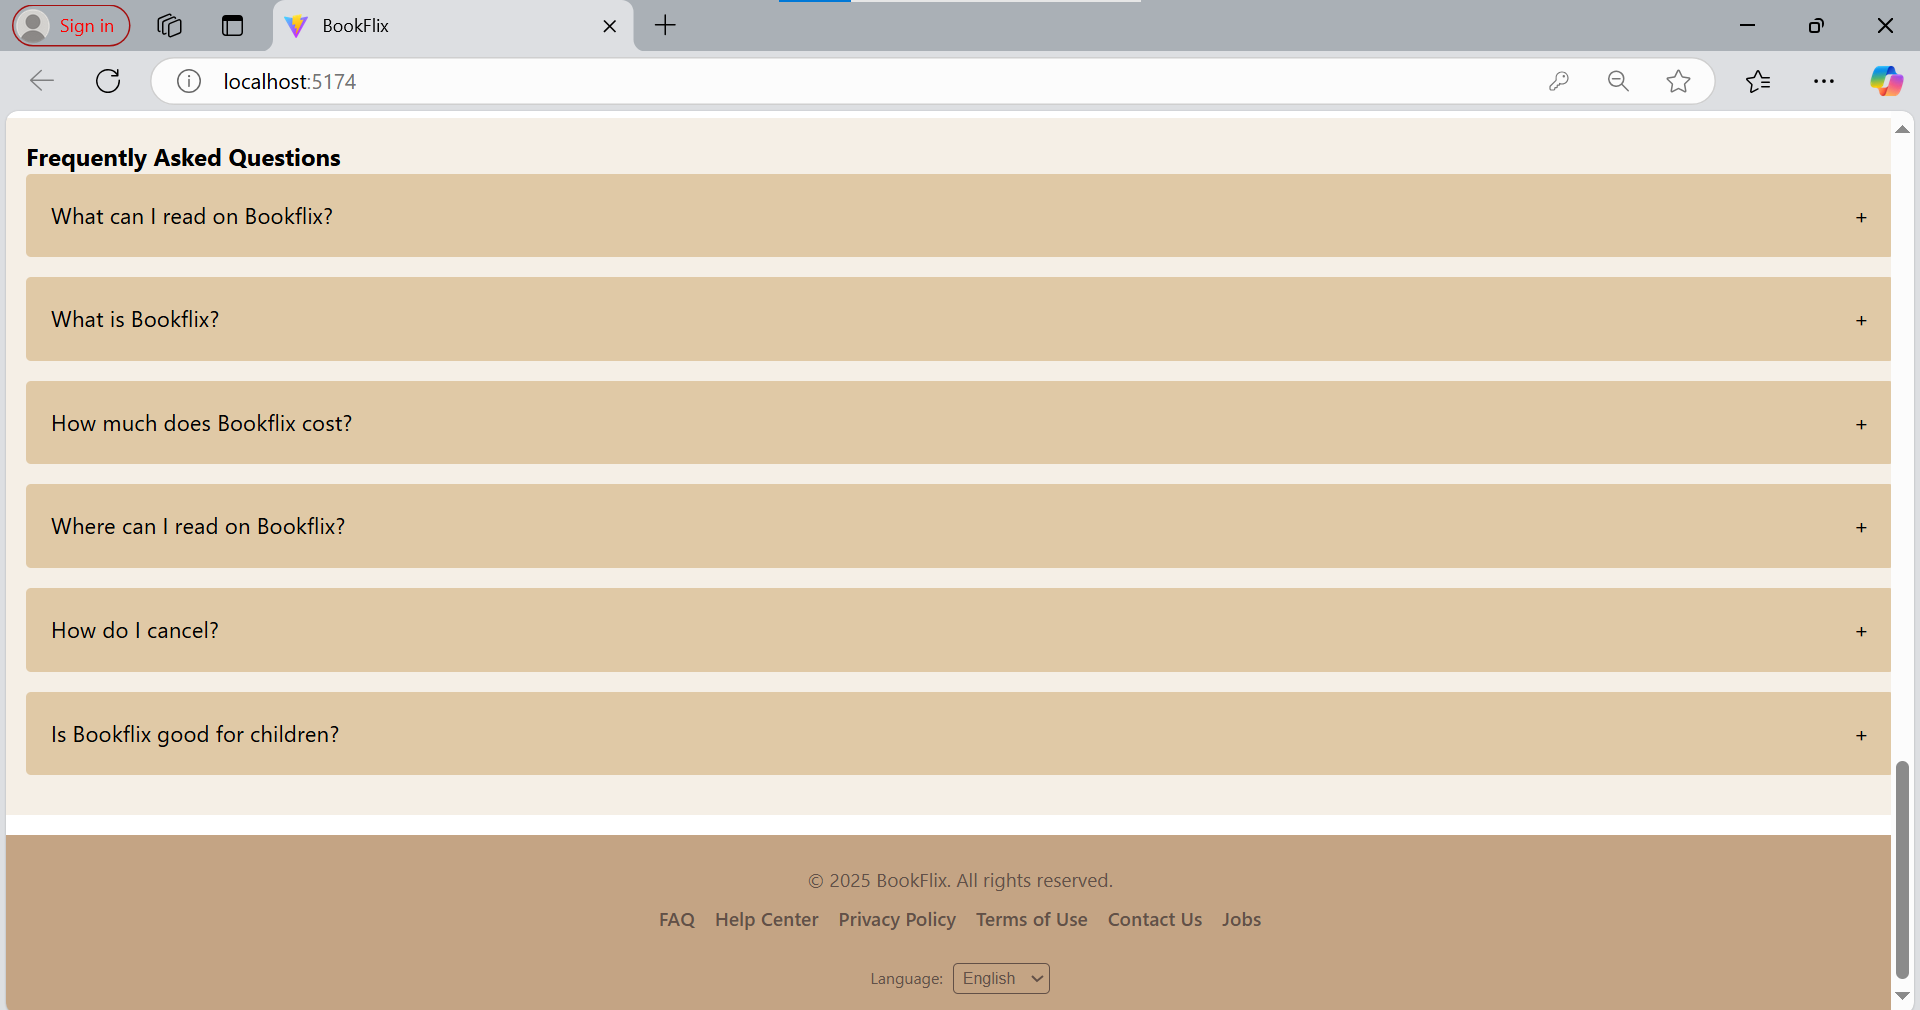 Sign in
BookFlix
localhost:5174
Frequently Asked Questions
What can I read on Bookflix? +
What is Bookflix? +
How much does Bookflix cost? +
Where can I read on Bookflix? +
How do I cancel? +
Is Bookflix good for children? +
© 2025 BookFlix. All rights reserved.
FAQ Help Center Privacy Policy Terms of Use Contact Us Jobs
Language: English